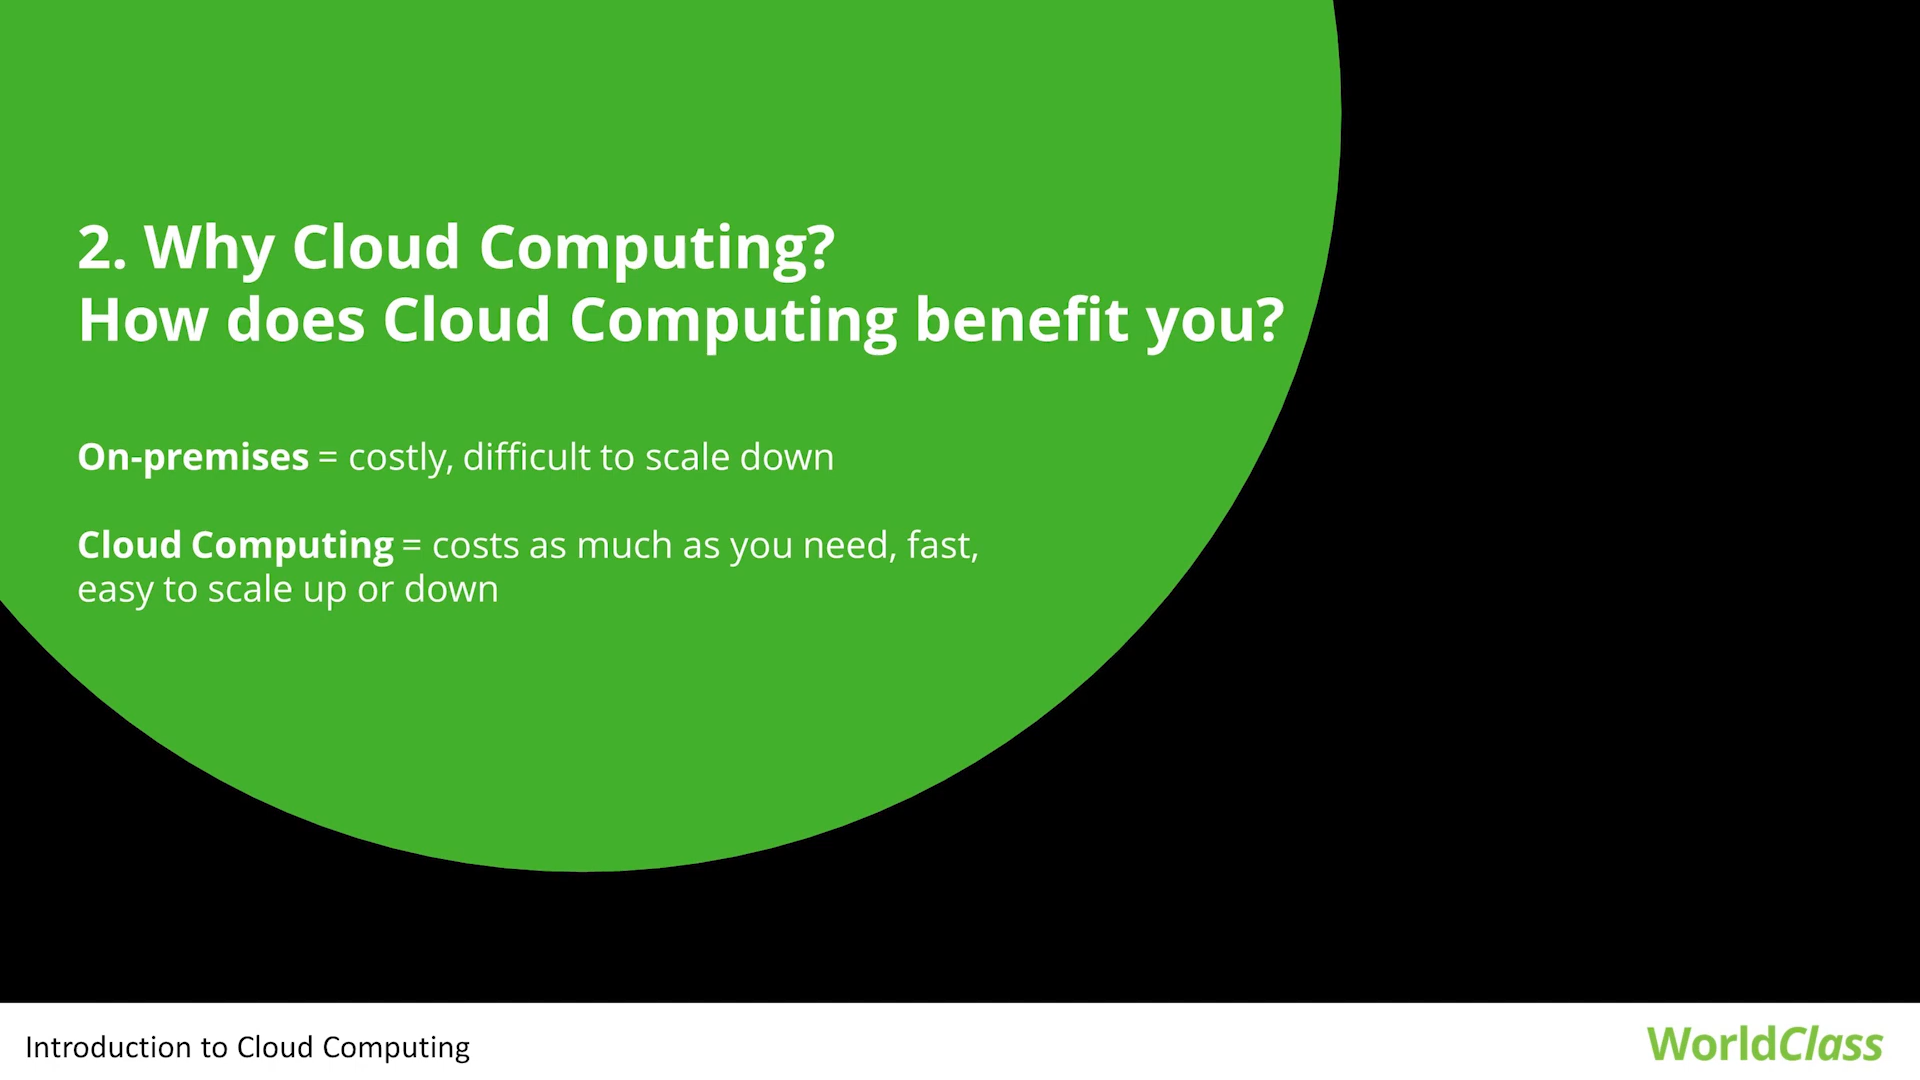 2. Why Cloud Computing?
How does Cloud Computing benefit you?
On-premises = costly, difficult to scale down
Cloud Computing = costs as much as you need, fast,
easy to scale up or down
Introduction to Cloud Computing
WorldClass